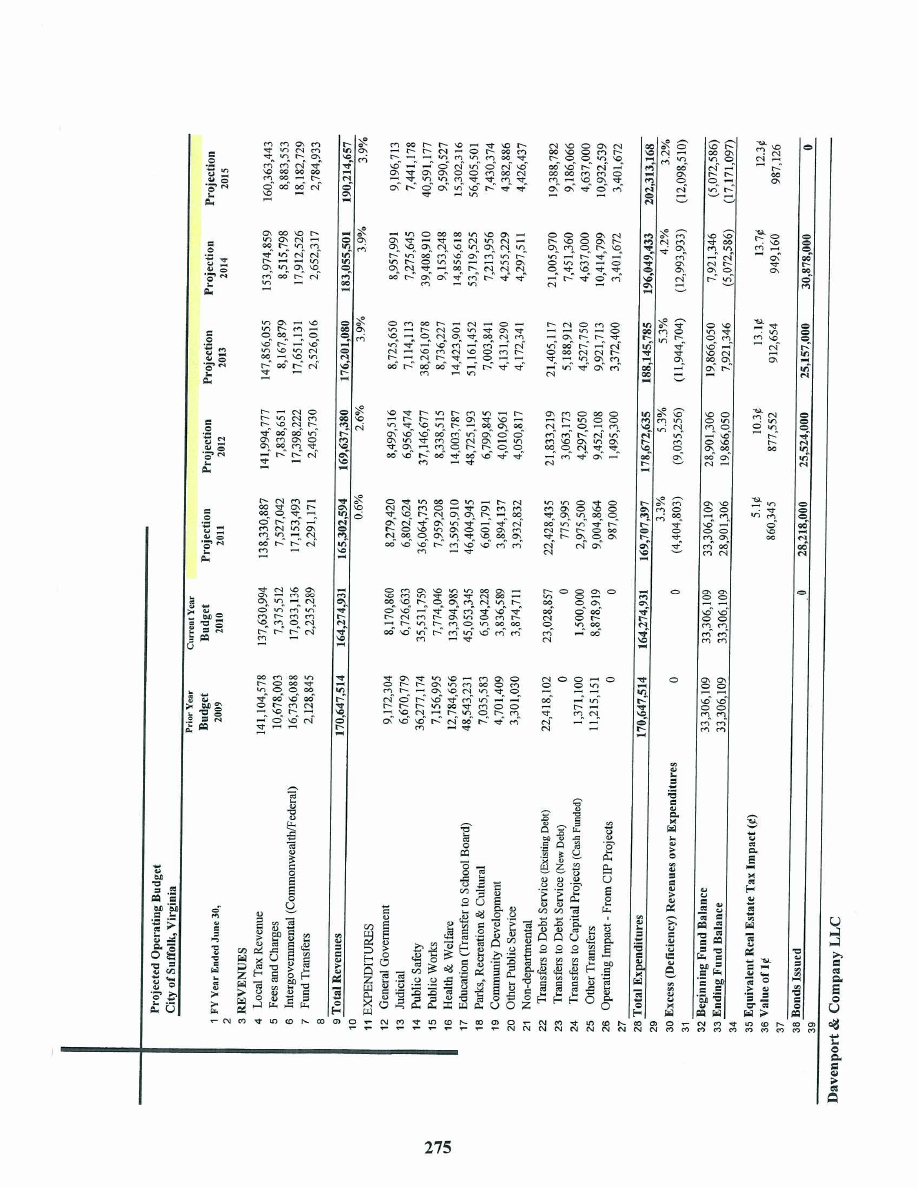 Projected Operating Budget
City of Suffolk, Virginia
Prior Year Current Year
1 FY Year Ended June 30, Budget Budget Projection Projection Projection Projection Projection
2 2009 2010 2011 2012 2013 2014 2015
3 REVENUES
4 Local Tax Revenue 141,104,578 137,630,994 138,330,887 141,994,777 147,856,055 153,974,859 160,363,443
5 Fees and Charges 10,678,003 7,375,512 7,527,042 7,838,651 8,167,879 8,515,798 8,883,553
6 Intergovernmental (Commonwealth/Federal) 16,736,088 17,033,136 17,153,493 17,398,222 17,651,131 17,912,526 18,182,729
7 Fund Transfers 2,128,845 2,235,289 2,291,171 2,405,730 2,526,016 2,652,317 2,784,933
8
9 Total Revenues 170,647,514 164,274,931 165,302,594 169,637,380 176,201,080 183,055,501 190,214,657
10 0.6% 2.6% 3.9% 3.9% 3.9%
11 EXPENDITURES
12 General Government 9,172,304 8,170,860 8,279,420 8,499,516 8,725,650 8,957,991 9,196,713
13 Judicial 6,670,779 6,726,633 6,802,624 6,956,474 7,114,113 7,275,645 7,441,178
14 Public Safety 36,277,174 35,531,759 36,064,735 37,146,677 38,261,078 39,408,910 40,591,177
15 Public Works 7,156,995 7,774,046 7,959,208 8,338,515 8,736,227 9,153,248 9,590,527
16 Health & Welfare 12,784,656 13,394,985 13,595,910 14,003,787 14,423,901 14,856,618 15,302,316
17 Education (Transfer to School Board) 48,543,231 45,053,345 46,404,945 48,725,193 51,161,452 53,719,525 56,405,501
18 Parks, Recreation & Cultural 7,035,583 6,504,228 6,601,791 6,799,845 7,003,841 7,213,956 7,430,374
19 Community Development 4,701,409 3,836,589 3,894,137 4,010,961 4,131,290 4,255,229 4,382,886
20 Other Public Service 3,301,030 3,874,711 3,932,832 4,050,817 4,172,341 4,297,511 4,426,437
21 Non-departmental
22 Transfers to Debt Service (Existing Debt) 22,418,102 23,028,857 22,428,435 21,833,219 21,405,117 21,005,970 19,388,782
23 Transfers to Debt Service (New Debt) 0 0 775,995 3,063,173 5,188,912 7,451,360 9,186,066
24 Transfers to Capital Projects (Cash Funded) 1,371,100 1,500,000 2,975,500 4,297,050 4,527,750 4,637,000 4,637,000
25 Other Transfers 11,215,151 8,878,919 9,004,864 9,452,108 9,921,713 10,414,799 10,932,539
26 Operating Impact - From CIP Projects 0 0 987,000 1,495,300 3,372,400 3,401,672 3,401,672
27
28 Total Expenditures 170,647,514 164,274,931 169,707,397 178,672,635 188,145,785 196,049,433 202,313,168
29 3.3% 5.3% 5.3% 4.2% 3.2%
30 Excess (Deficiency) Revenues over Expenditures 0 0 (4,404,803) (9,035,256) (11,944,704) (12,993,933) (12,098,510)
31
32 Beginning Fund Balance 33,306,109 33,306,109 33,306,109 28,901,306 19,866,050 7,921,346 (5,072,586)
33 Ending Fund Balance 33,306,109 33,306,109 28,901,306 19,866,050 7,921,346 (5,072,586) (17,171,097)
34
35 Equivalent Real Estate Tax Impact (¢) 5.1¢ 10.3¢ 13.1¢ 13.7¢ 12.3¢
36 Value of 1¢ 860,345 877,552 912,654 949,160 987,126
37
38 Bonds Issued 0 28,218,000 25,524,000 25,157,000 30,878,000 0
39
Davenport & Company LLC
275